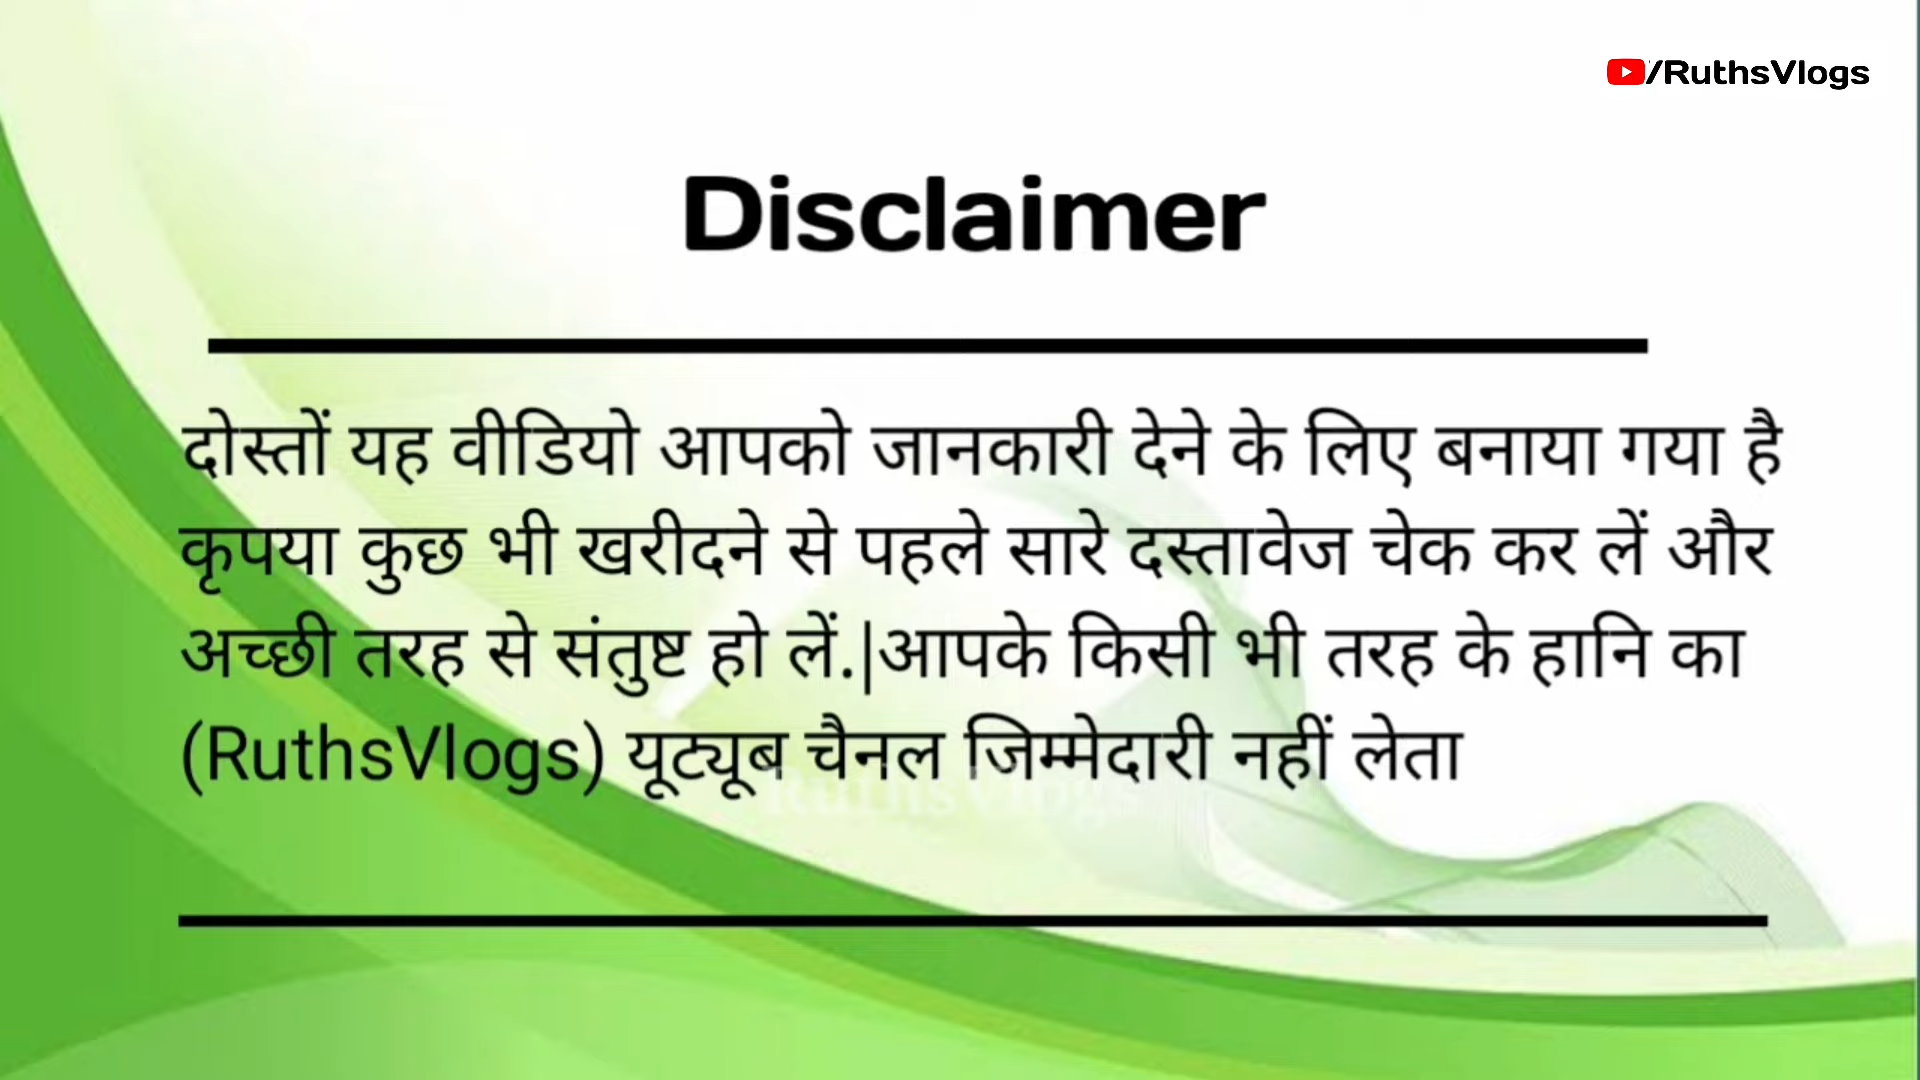 /RuthsVlogs
Disclaimer
दोस्तों यह वीडियो आपको जानकारी देने के लिए बनाया गया है
कृपया कुछ भी खरीदने से पहले सारे दस्तावेज चेक कर लें और
अच्छी तरह से संतुष्ट हो लें.|आपके किसी भी तरह के हानि का
(RuthsVlogs) यूट्यूब चैनल जिम्मेदारी नहीं लेता
RuthsVlogs